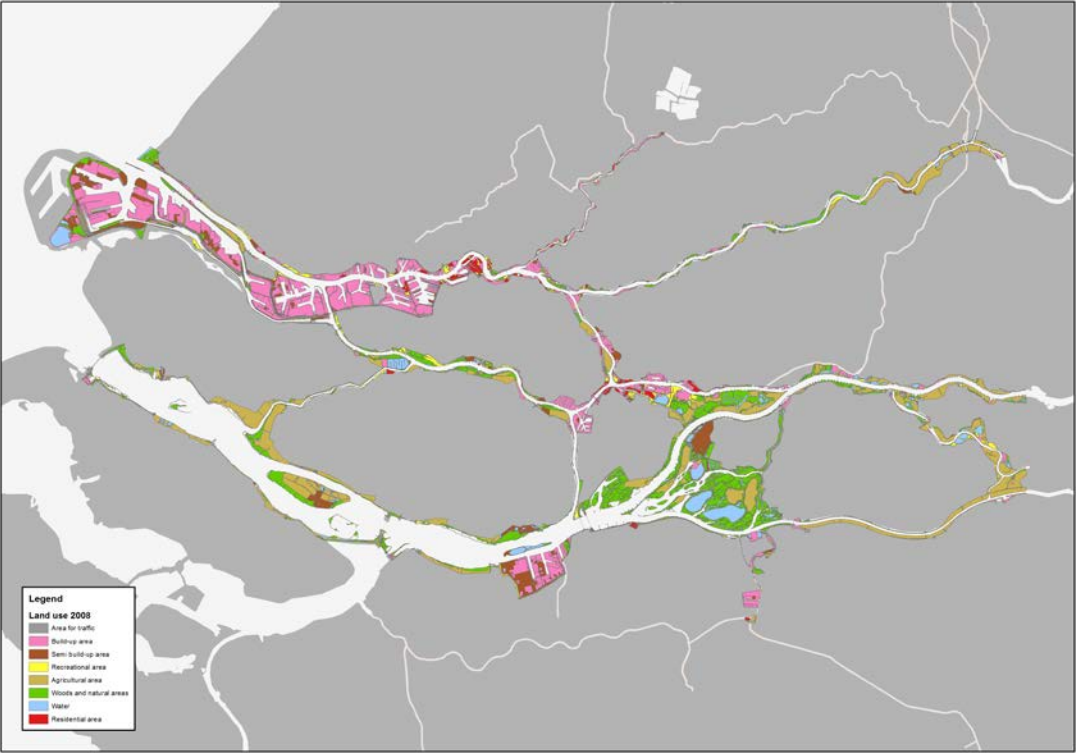 Legend
Land use 2008
Area for traffic
Build-up area
Semi build-up area
Recreational area
Agricultural area
Woods and natural areas
Water
Residential area